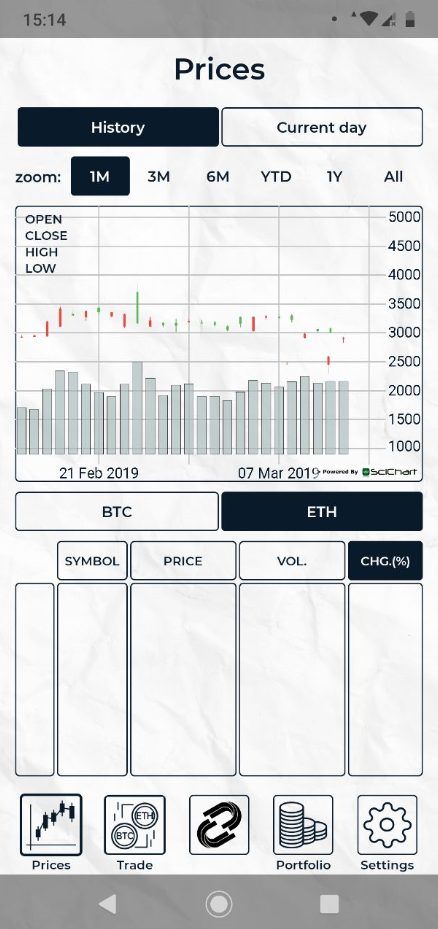 15:14
Prices
History Current day
zoom: 1M 3M 6M YTD 1Y All
OPEN
CLOSE
HIGH
LOW
5000
4500
4000
3500
3000
2500
2000
1500
1000
21 Feb 2019 07 Mar 2019
Powered By SciChart
BTC ETH
SYMBOL PRICE VOL. CHG.(%)
ETH
BTC
Prices Trade Portfolio Settings